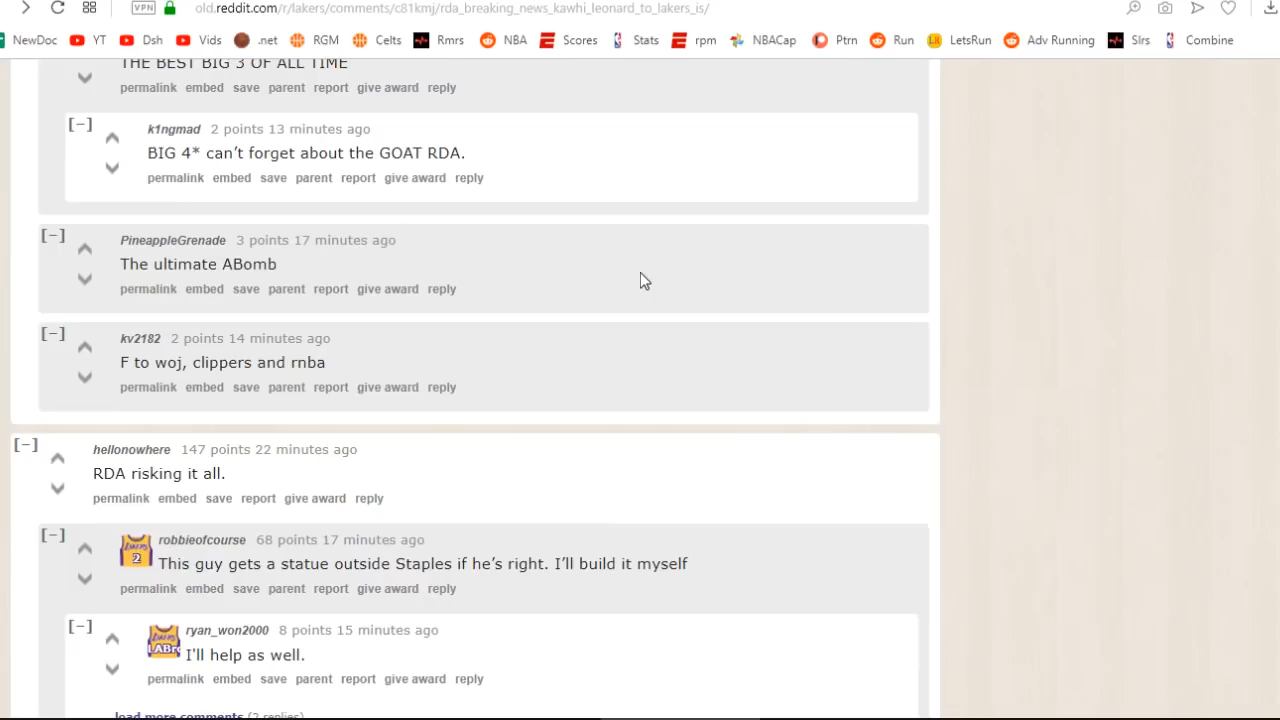 VPN old.reddit.com/r/lakers/comments/c81kmj/rda_breaking_news_kawhi_leonard_to_lakers_is/
NewDoc YT Dsh Vids .net RGM Celts Rmrs NBA Scores Stats rpm NBACap Ptrn Run LetsRun Adv Running Slrs Combine
THE BEST BIG 3 OF ALL TIME
permalink embed save parent report give award reply
[-] k1ngmad 2 points 13 minutes ago
BIG 4* can’t forget about the GOAT RDA.
permalink embed save parent report give award reply
[-] PineappleGrenade 3 points 17 minutes ago
The ultimate ABomb
permalink embed save parent report give award reply
[-] kv2182 2 points 14 minutes ago
F to woj, clippers and rnba
permalink embed save parent report give award reply
[-] hellonowhere 147 points 22 minutes ago
RDA risking it all.
permalink embed save report give award reply
[-] robbieofcourse 68 points 17 minutes ago
2 This guy gets a statue outside Staples if he’s right. I’ll build it myself
permalink embed save parent report give award reply
[-] ryan_won2000 8 points 15 minutes ago
I'll help as well.
permalink embed save parent report give award reply
load more comments (2 replies)